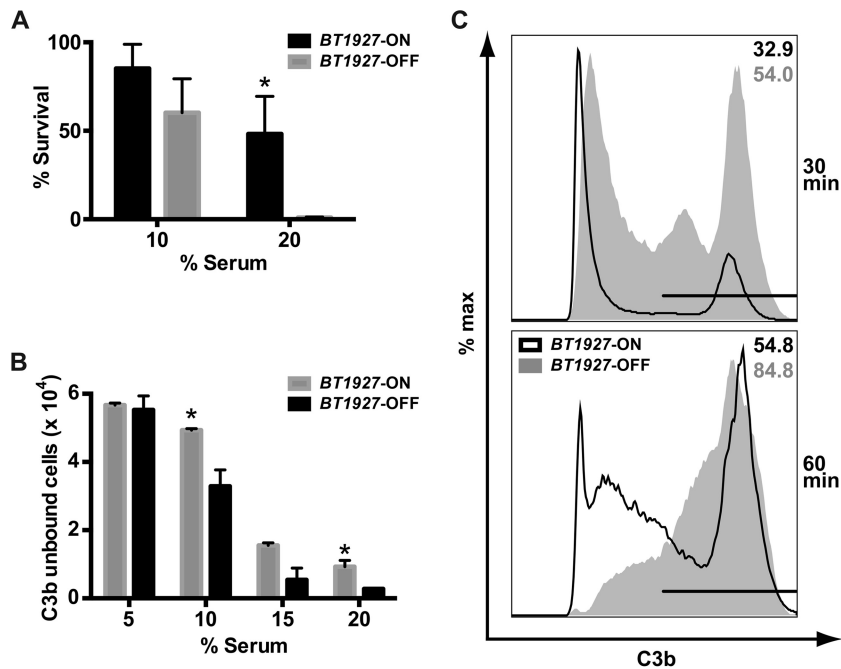 A
100
50
0
% Survival
BT1927-ON
BT1927-OFF
*
10
20
% Serum
B
6
4
2
0
C3b unbound cells (x 10⁴)
BT1927-ON
BT1927-OFF
*
*
5
10
15
20
% Serum
C
% max
32.9
54.0
30
min
BT1927-ON
BT1927-OFF
54.8
84.8
60
min
C3b